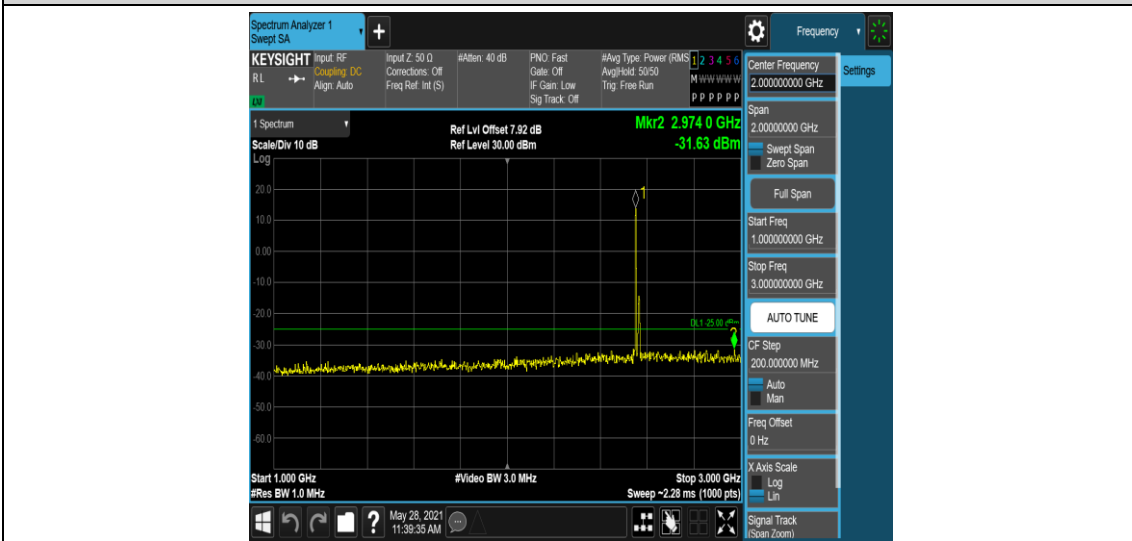 Spectrum Analyzer 1
Swept SA
+
Frequency
KEYSIGHT
RL
LXI
Input: RF
Coupling: DC
Align: Auto
Input Z: 50 Ω
Corrections: Off
Freq Ref: Int (S)
#Atten: 40 dB
PNO: Fast
Gate: Off
IF Gain: Low
Sig Track: Off
#Avg Type: Power (RMS
Avg|Hold: 50/50
Trig: Free Run
1 2 3 4 5 6
M W W W W W
P P P P P P
Center Frequency
2.000000000 GHz
Settings
Span
2.00000000 GHz
Swept Span
Zero Span
Full Span
Start Freq
1.000000000 GHz
Stop Freq
3.000000000 GHz
AUTO TUNE
CF Step
200.000000 MHz
Auto
Man
Freq Offset
0 Hz
X Axis Scale
Log
Lin
Signal Track
(Span Zoom)
1 Spectrum
Scale/Div 10 dB
Log
Ref Lvl Offset 7.92 dB
Ref Level 30.00 dBm
Mkr2 2.974 0 GHz
-31.63 dBm
20.0
10.0
0.00
-10.0
-20.0
-30.0
-40.0
-50.0
-60.0
1
DL1 -25.00 dBm
2
Start 1.000 GHz
#Res BW 1.0 MHz
#Video BW 3.0 MHz
Stop 3.000 GHz
Sweep ~2.28 ms (1000 pts)
?
May 28, 2021
11:39:35 AM